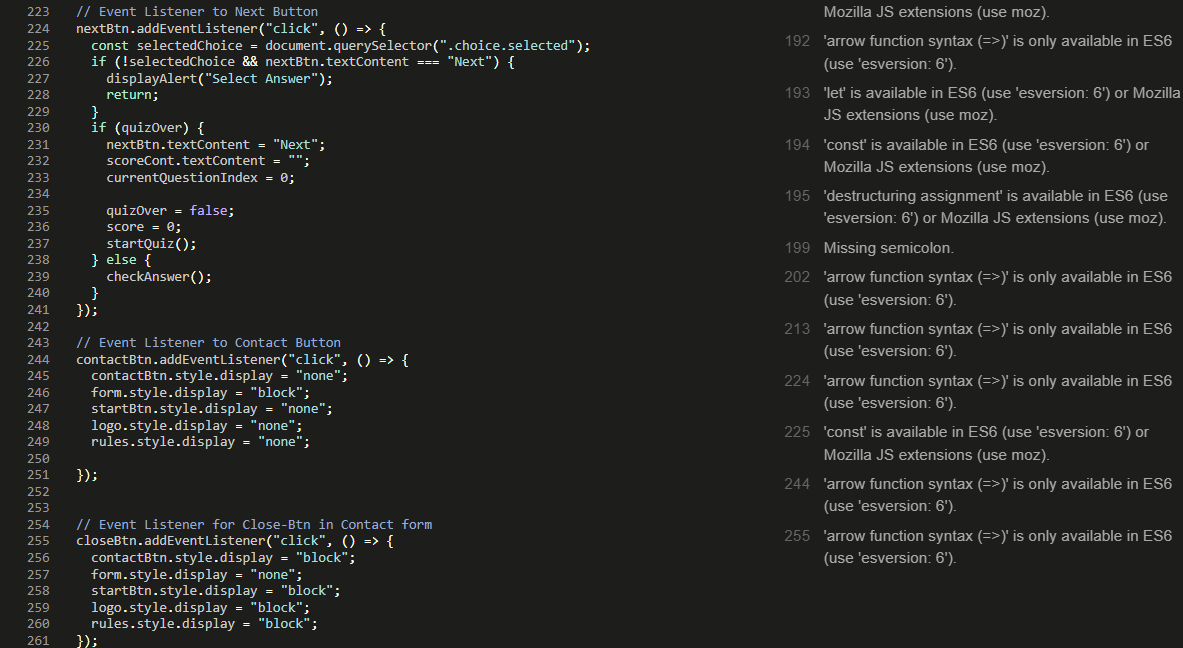 223 // Event Listener to Next Button
224 nextBtn.addEventListener("click", () => {
225 const selectedChoice = document.querySelector(".choice.selected");
226 if (!selectedChoice && nextBtn.textContent === "Next") {
227 displayAlert("Select Answer");
228 return;
229 }
230 if (quizOver) {
231 nextBtn.textContent = "Next";
232 scoreCont.textContent = "";
233 currentQuestionIndex = 0;
234
235 quizOver = false;
236 score = 0;
237 startQuiz();
238 } else {
239 checkAnswer();
240 }
241 });
242
243 // Event Listener to Contact Button
244 contactBtn.addEventListener("click", () => {
245 contactBtn.style.display = "none";
246 form.style.display = "block";
247 startBtn.style.display = "none";
248 logo.style.display = "none";
249 rules.style.display = "none";
250
251 });
252
253
254 // Event Listener for Close-Btn in Contact form
255 closeBtn.addEventListener("click", () => {
256 contactBtn.style.display = "block";
257 form.style.display = "none";
258 startBtn.style.display = "block";
259 logo.style.display = "block";
260 rules.style.display = "block";
261 });
Mozilla JS extensions (use moz).
192 'arrow function syntax (=>)' is only available in ES6
(use 'esversion: 6').
193 'let' is available in ES6 (use 'esversion: 6') or Mozilla
JS extensions (use moz).
194 'const' is available in ES6 (use 'esversion: 6') or
Mozilla JS extensions (use moz).
195 'destructuring assignment' is available in ES6 (use
'esversion: 6') or Mozilla JS extensions (use moz).
199 Missing semicolon.
202 'arrow function syntax (=>)' is only available in ES6
(use 'esversion: 6').
213 'arrow function syntax (=>)' is only available in ES6
(use 'esversion: 6').
224 'arrow function syntax (=>)' is only available in ES6
(use 'esversion: 6').
225 'const' is available in ES6 (use 'esversion: 6') or
Mozilla JS extensions (use moz).
244 'arrow function syntax (=>)' is only available in ES6
(use 'esversion: 6').
255 'arrow function syntax (=>)' is only available in ES6
(use 'esversion: 6').